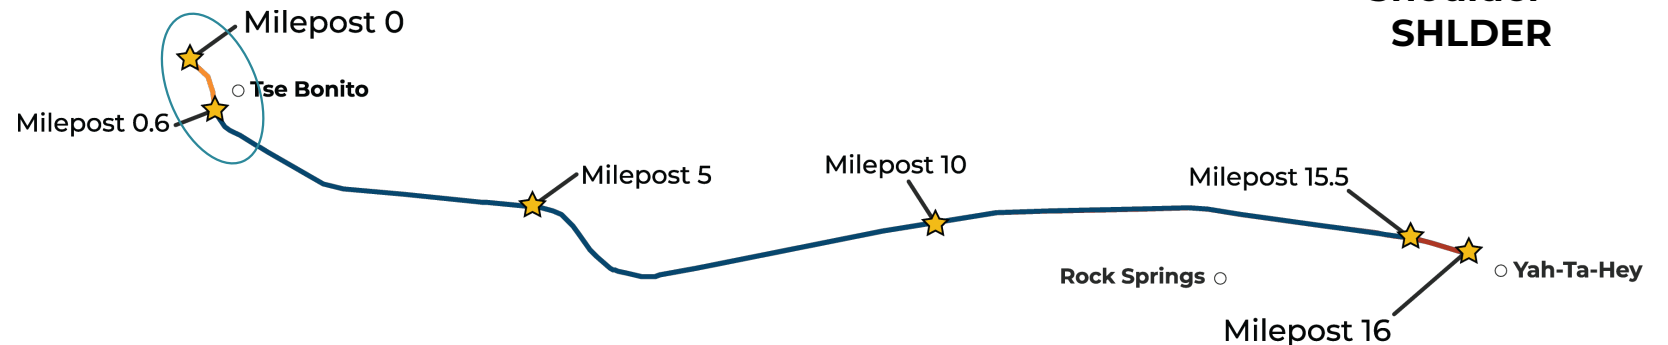 SHLDER
Milepost 0
Tse Bonito
Milepost 0.6
Milepost 5
Milepost 10
Milepost 15.5
Rock Springs
Yah-Ta-Hey
Milepost 16